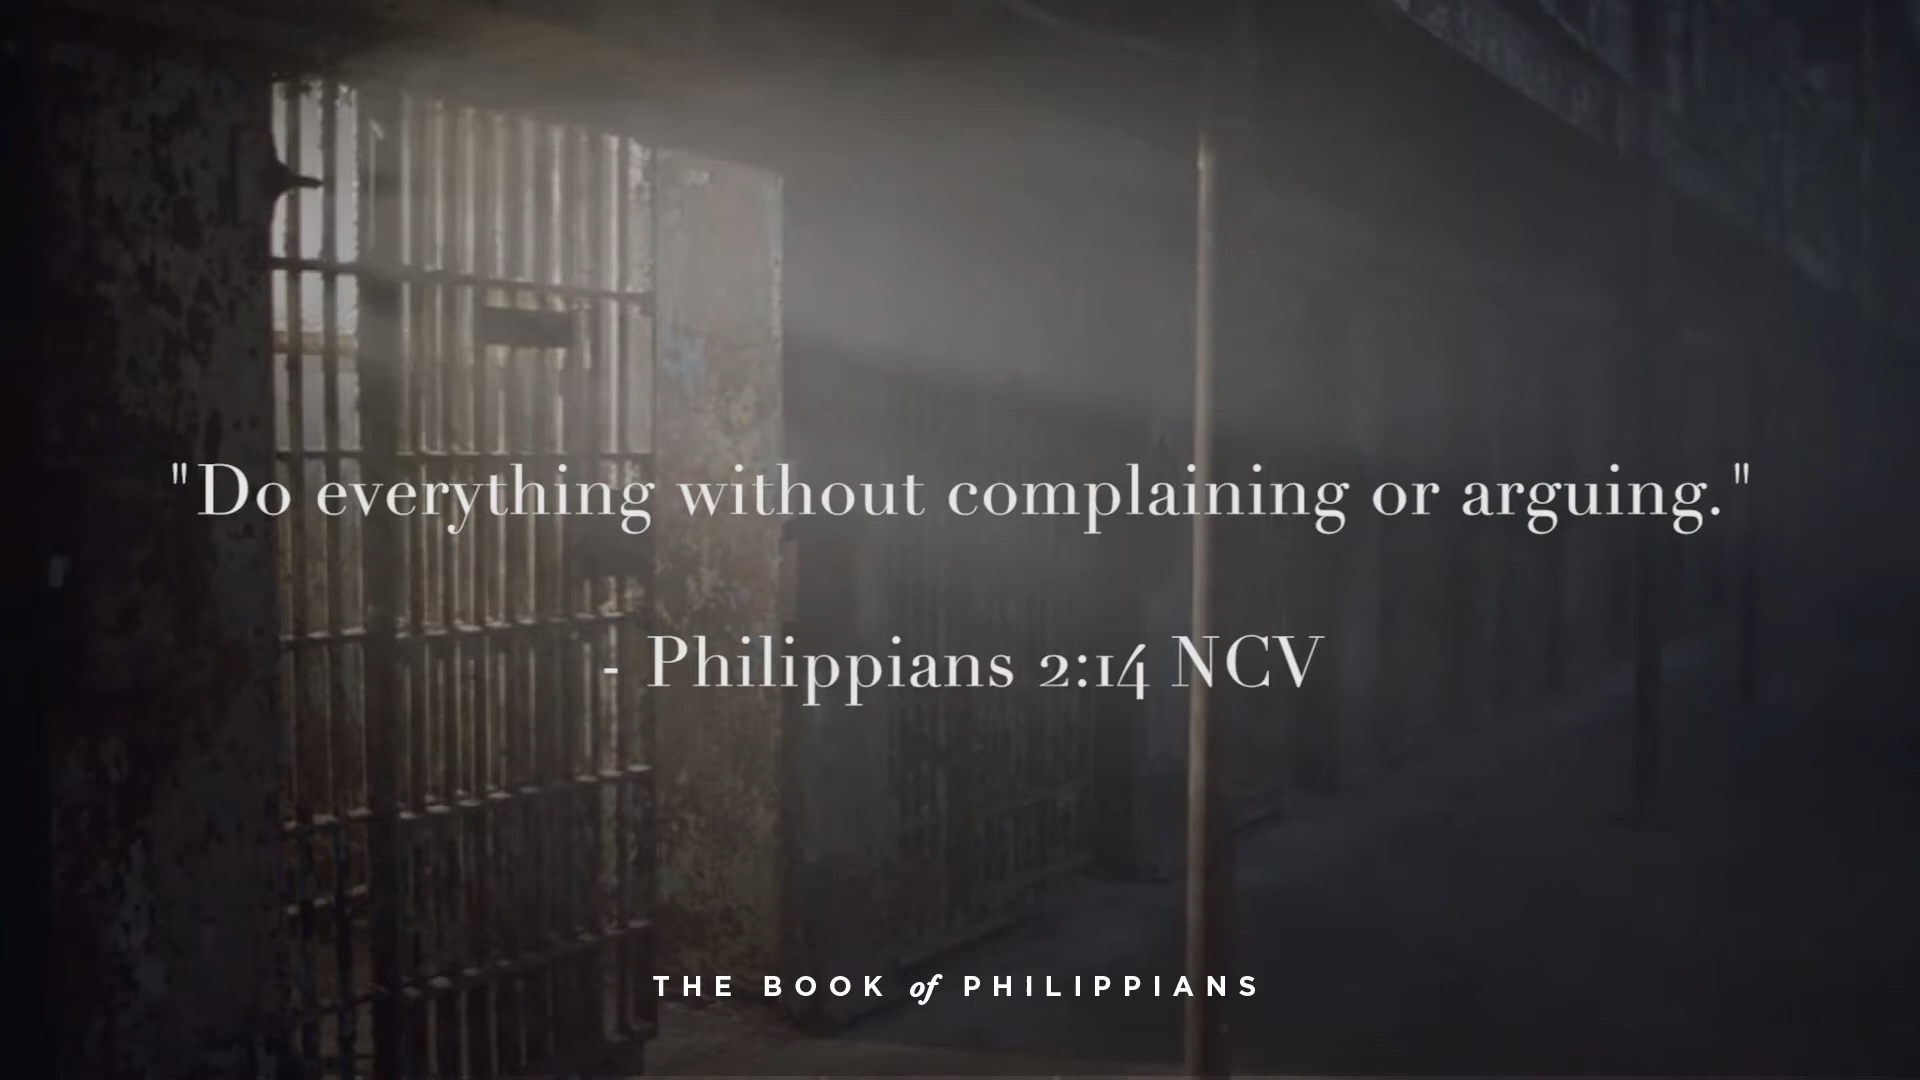 "Do everything without complaining or arguing."
- Philippians 2:14 NCV
THE BOOK of PHILIPPIANS